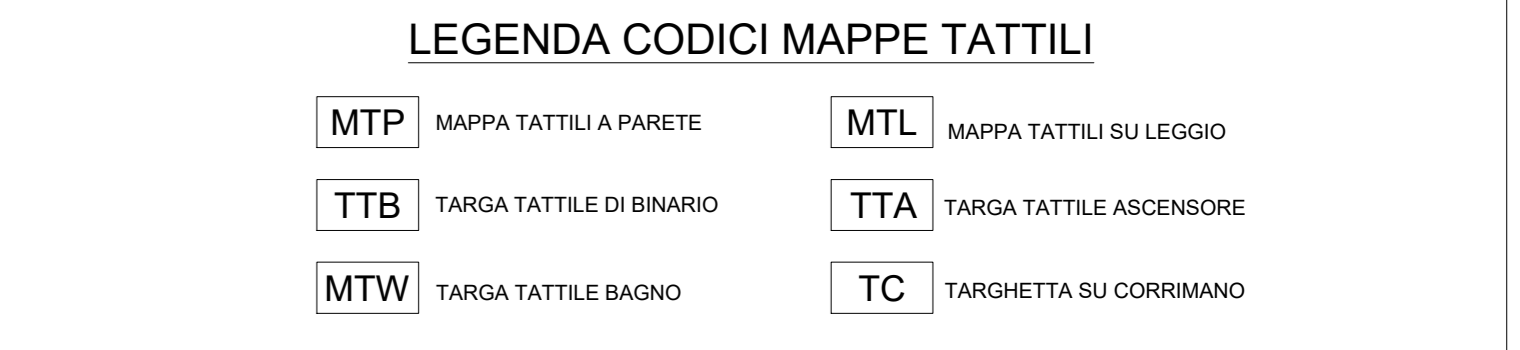 LEGENDA CODICI MAPPE TATTILI
MTP MAPPA TATTILI A PARETE
MTL MAPPA TATTILI SU LEGGIO
TTB TARGA TATTILE DI BINARIO
TTA TARGA TATTILE ASCENSORE
MTW TARGA TATTILE BAGNO
TC TARGHETTA SU CORRIMANO